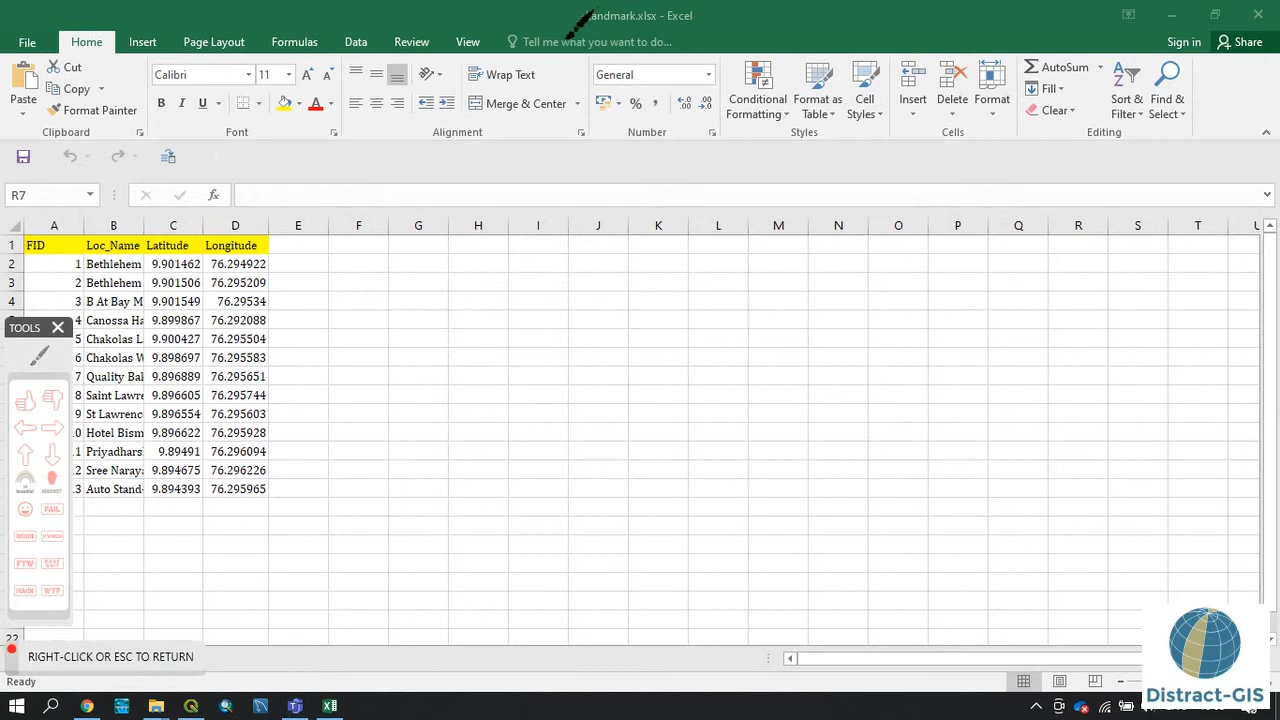 andmark.xlsx - Excel
File Home Insert Page Layout Formulas Data Review View Tell me what you want to do... Sign in Share
Paste Cut Copy Format Painter Clipboard
Calibri 11 B I U Font
Wrap Text Merge & Center Alignment
General % , Number
Conditional Formatting Format as Table Cell Styles Styles
Insert Delete Format Cells
AutoSum Fill Clear Sort & Filter Find & Select Editing
R7 fx
A B C D E F G H I J K L M N O P Q R S T U
1 FID Loc_Name Latitude Longitude
2 1 Bethlehem 9.901462 76.294922
3 2 Bethlehem 9.901506 76.295209
4 3 B At Bay M 9.901549 76.29534
4 Canossa Ha 9.899867 76.292088
5 Chakolas L 9.900427 76.295504
6 Chakolas W 9.898697 76.295583
7 Quality Bak 9.896889 76.295651
8 Saint Lawre 9.896605 76.295744
9 St Lawrenc 9.896554 76.295603
10 Hotel Bism 9.896622 76.295928
.1 Priyadhars 9.89491 76.296094
.2 Sree Naray 9.894675 76.296226
.3 Auto Stand- 9.894393 76.295965
22
TOOLS
FAIL
FTW
HACK WTF
RIGHT-CLICK OR ESC TO RETURN
Ready
Distract-GIS